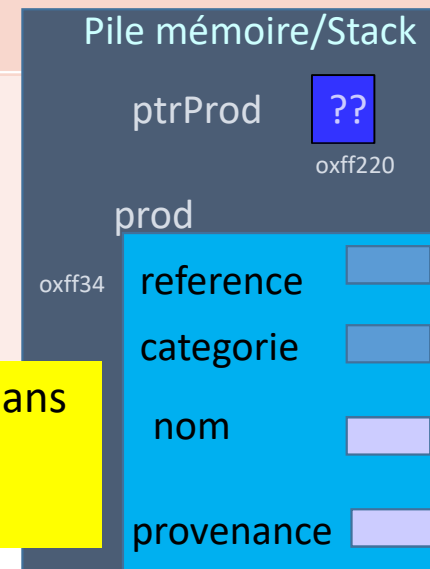 Pile mémoire/Stack
ptrProd ??
oxff220
prod
oxff34 reference
categorie
ans
nom
provenance